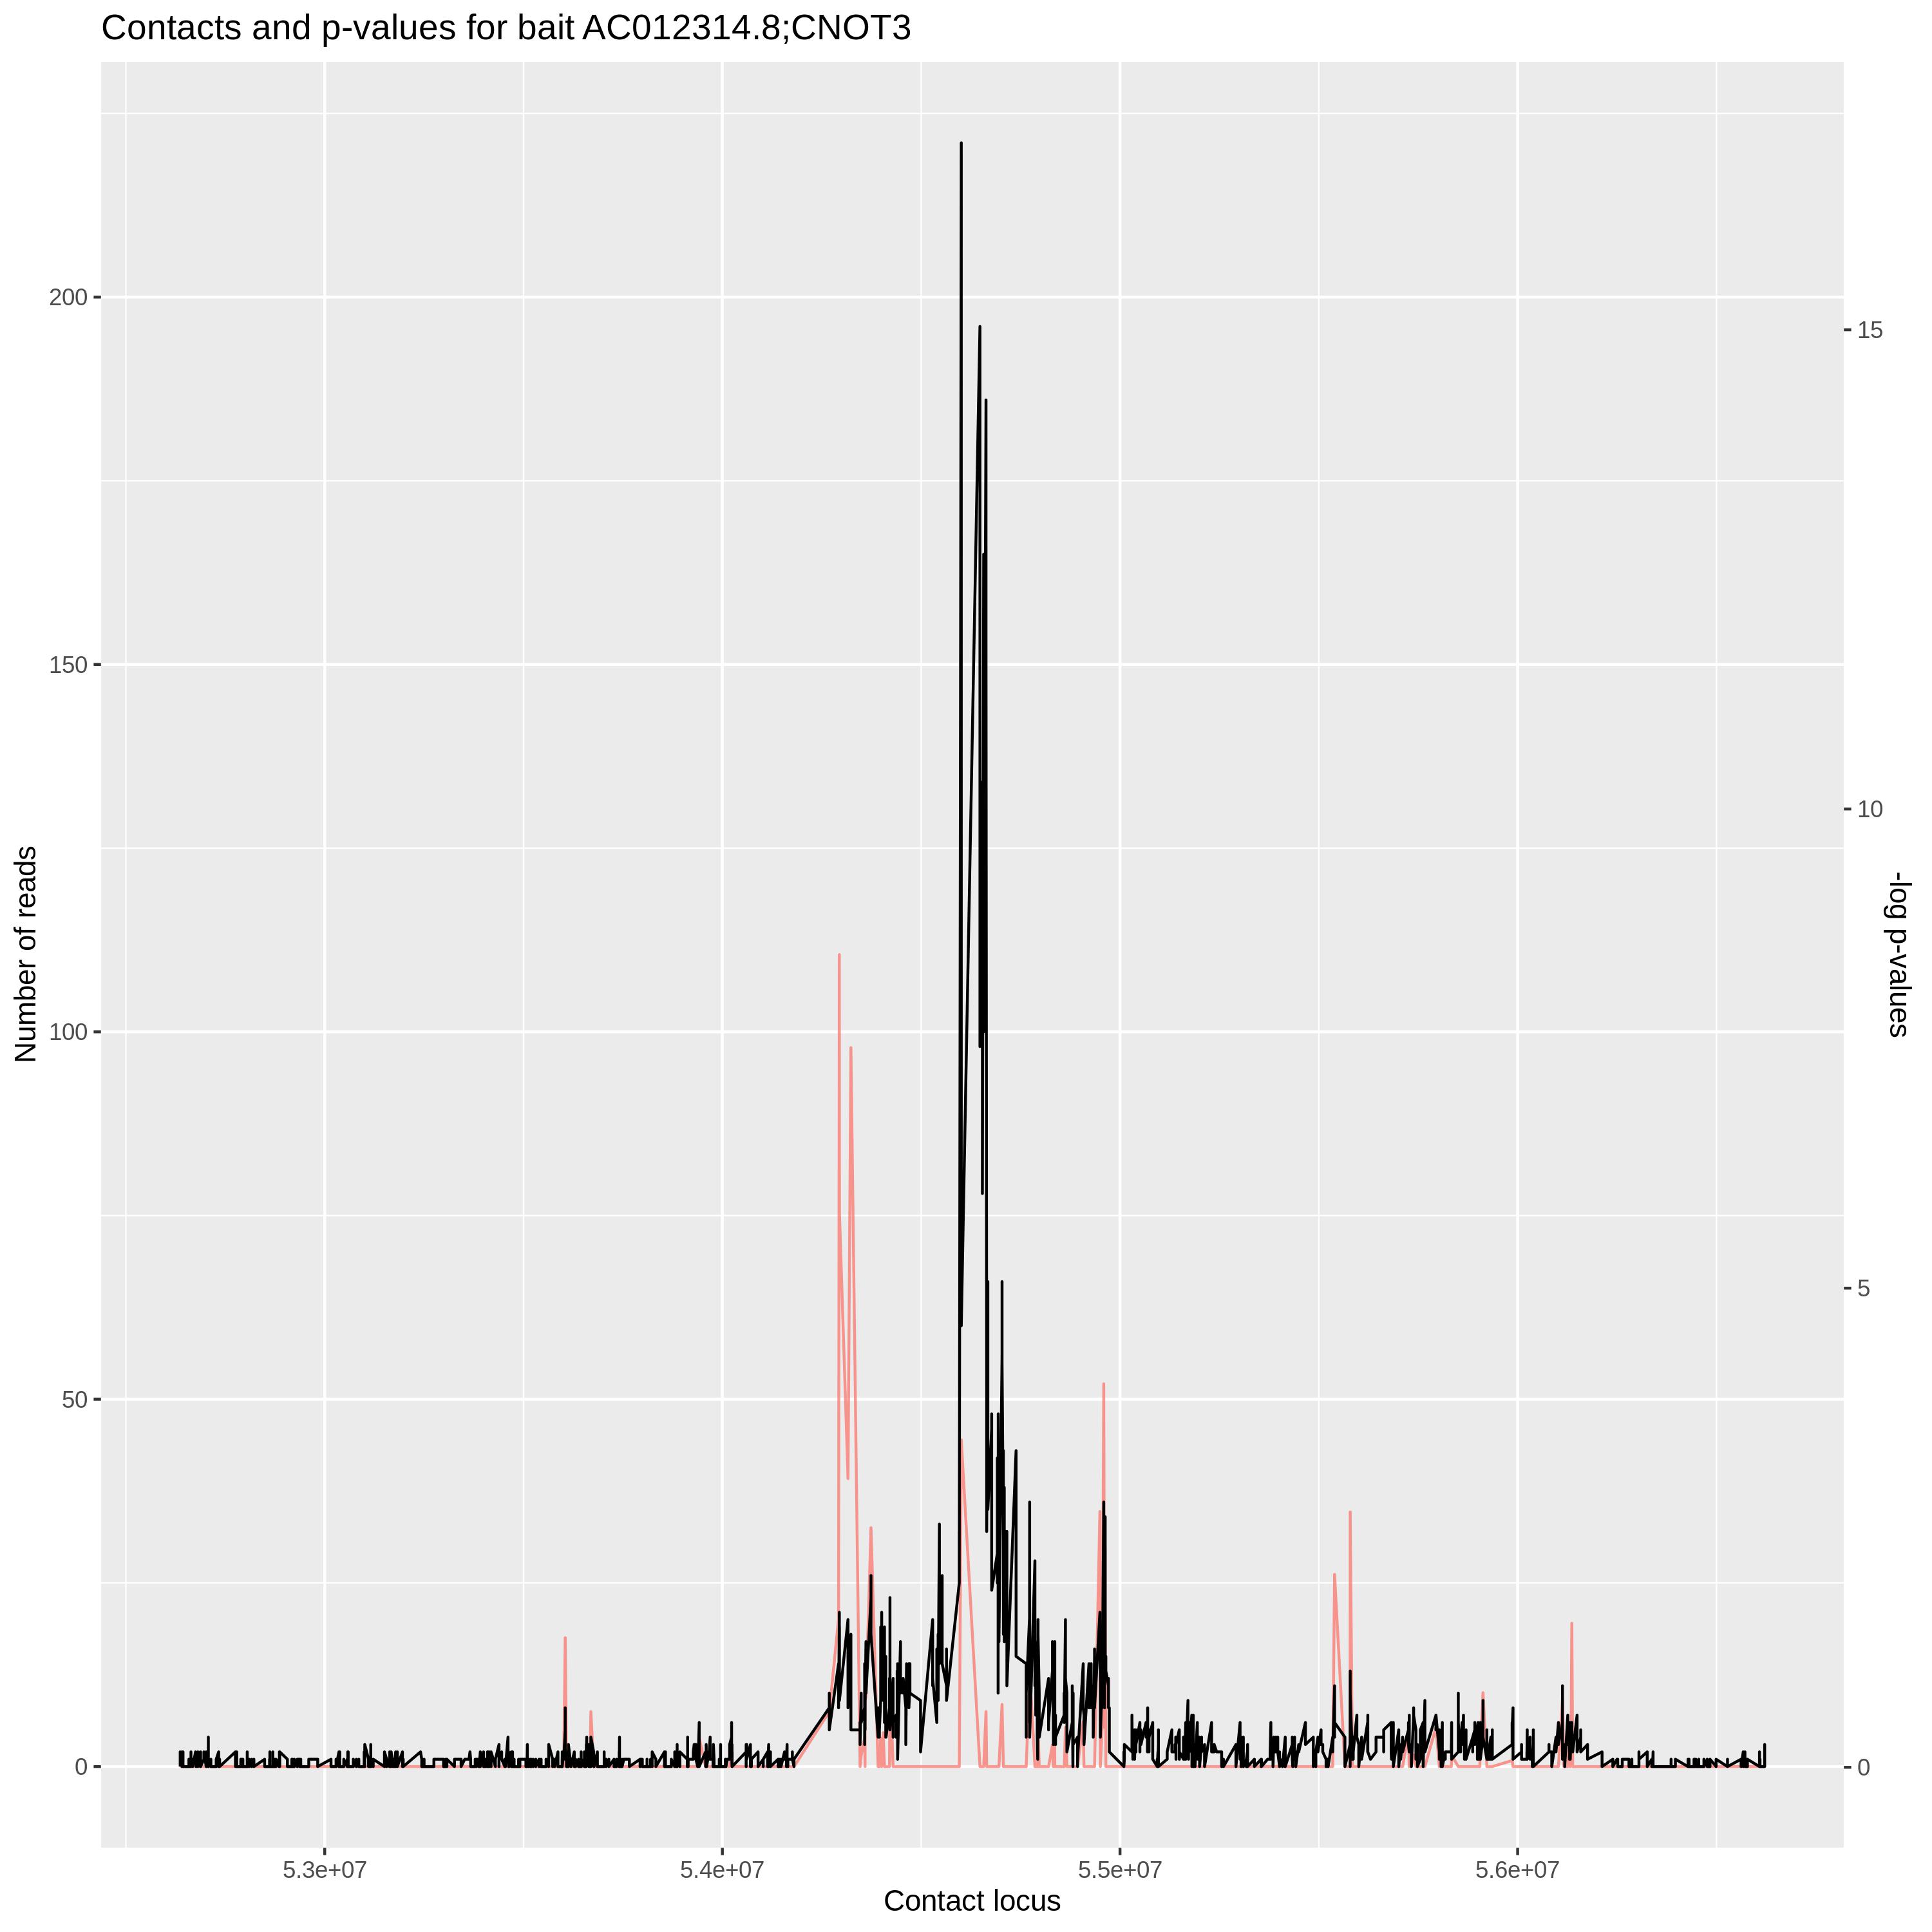 Contacts and p-values for bait AC012314.8;CNOT3
200
150
100
50
0
Number of reads
15
10
5
0
-log p-values
5.3e+07
5.4e+07
5.5e+07
5.6e+07
Contact locus